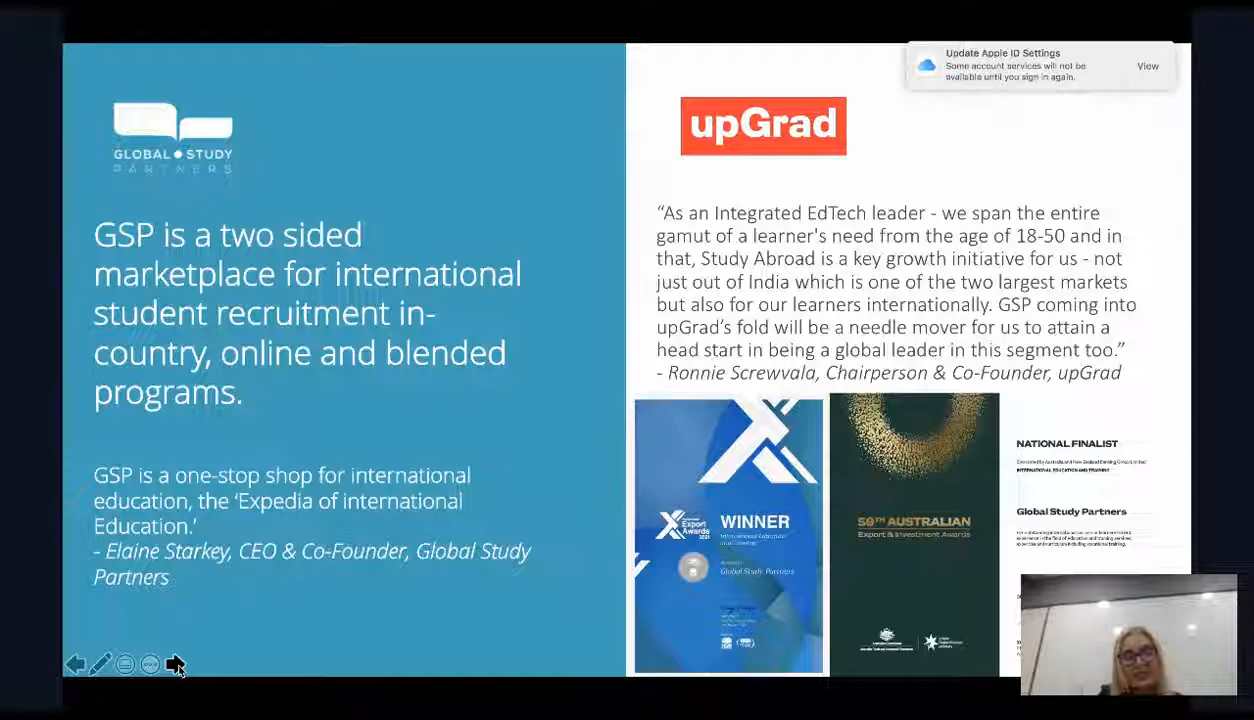 GLOBAL STUDY
PARTNERS
GSP is a two sided
marketplace for international
student recruitment in-
country, online and blended
programs.
GSP is a one-stop shop for international
education, the ‘Expedia of international
Education.’
- Elaine Starkey, CEO & Co-Founder, Global Study
Partners
Update Apple ID Settings
Some account services will not be
available until you sign in again.
View
upGrad
“As an Integrated EdTech leader - we span the entire
gamut of a learner's need from the age of 18-50 and in
that, Study Abroad is a key growth initiative for us - not
just out of India which is one of the two largest markets
but also for our learners internationally. GSP coming into
upGrad’s fold will be a needle mover for us to attain a
head start in being a global leader in this segment too.”
- Ronnie Screwvala, Chairperson & Co-Founder, upGrad
Export
Awards
WINNER
Global Study Partners
59TH AUSTRALIAN
Export & Investment Awards
NATIONAL FINALIST
INTERNATIONAL EDUCATION AND TRAINING
Global Study Partners